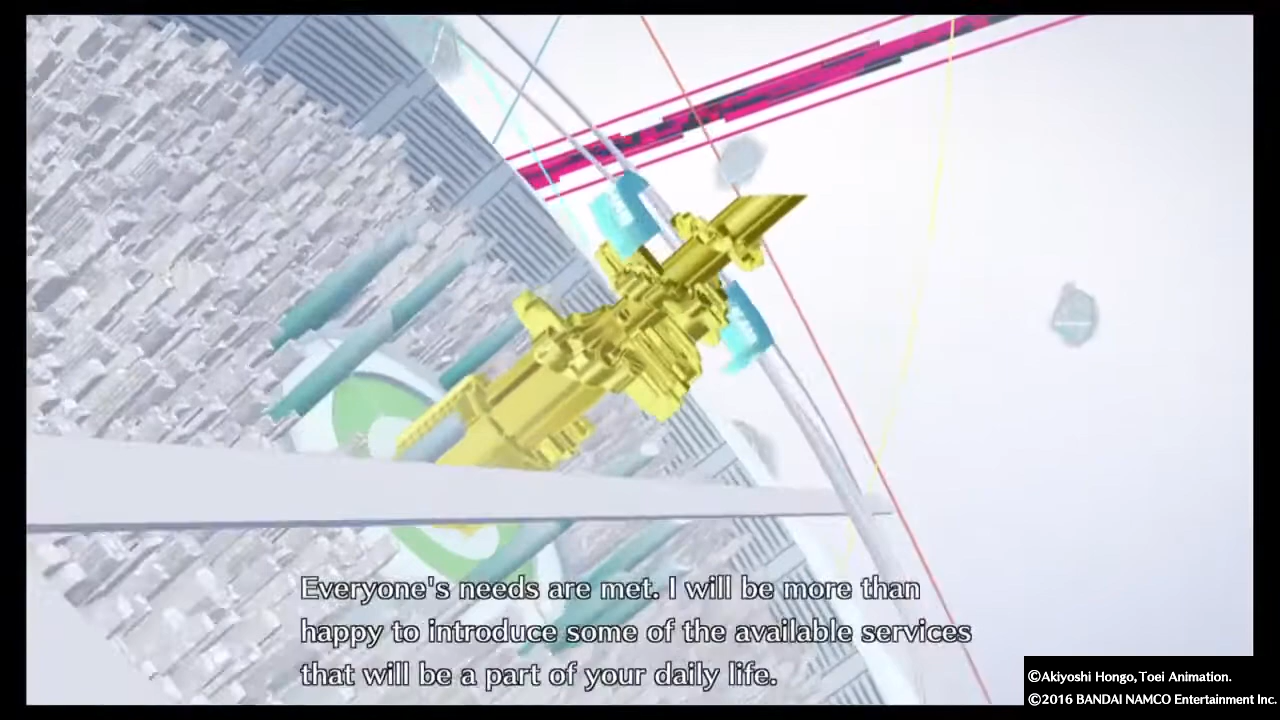 Everyone's needs are met. I will be more than
happy to introduce some of the available services
that will be a part of your daily life.
©Akiyoshi Hongo, Toei Animation.
©2016 BANDAI NAMCO Entertainment Inc.